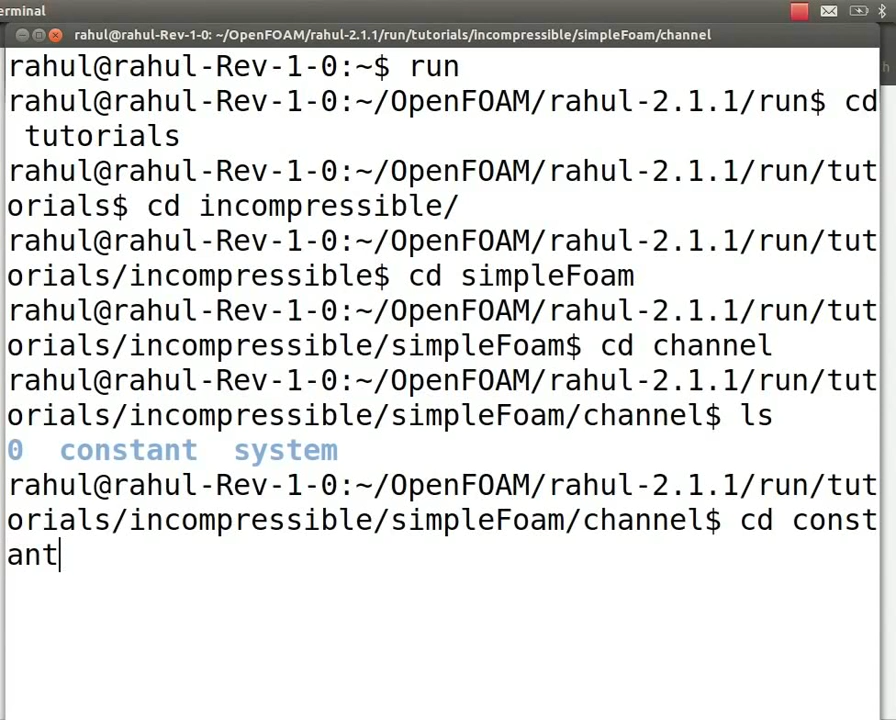 erminal
rahul@rahul-Rev-1-0: ~/OpenFOAM/rahul-2.1.1/run/tutorials/incompressible/simpleFoam/channel
h
rahul@rahul-Rev-1-0:~$ run
rahul@rahul-Rev-1-0:~/OpenFOAM/rahul-2.1.1/run$ cd
 tutorials
rahul@rahul-Rev-1-0:~/OpenFOAM/rahul-2.1.1/run/tut
orials$ cd incompressible/
rahul@rahul-Rev-1-0:~/OpenFOAM/rahul-2.1.1/run/tut
orials/incompressible$ cd simpleFoam
rahul@rahul-Rev-1-0:~/OpenFOAM/rahul-2.1.1/run/tut
orials/incompressible/simpleFoam$ cd channel
rahul@rahul-Rev-1-0:~/OpenFOAM/rahul-2.1.1/run/tut
orials/incompressible/simpleFoam/channel$ ls
0  constant  system
rahul@rahul-Rev-1-0:~/OpenFOAM/rahul-2.1.1/run/tut
orials/incompressible/simpleFoam/channel$ cd const
ant